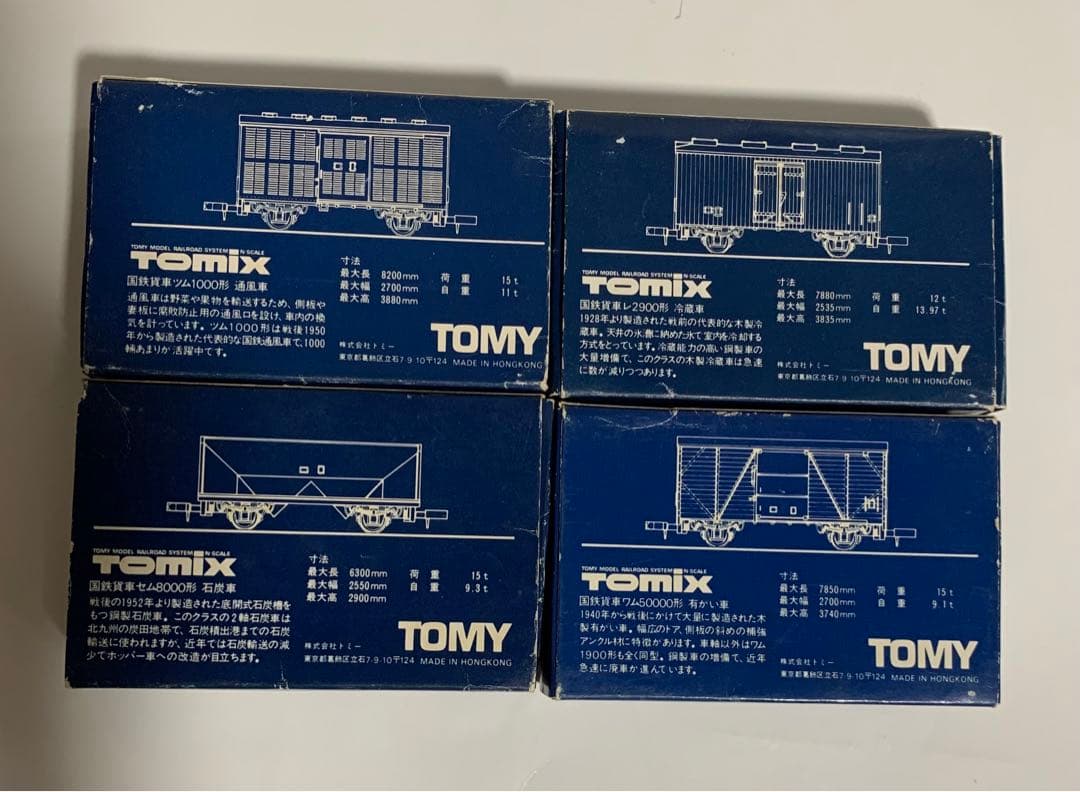 TOMY MODEL RAILROAD SYSTEM N SCALE
TOMIX
国鉄貨車ツム1000形 通風車
通風車は野菜や果物を輸送するため、側板や
妻板に腐敗防止用の通風口を設け、車内の換
気を計っています。ツム1000形は戦後1950
年から製造された代表的な国鉄通風車で、1000
輛あまりが活躍中です。
寸法
最大長 8200mm 荷重 15t
最大幅 2700mm 自重 11t
最大高 3880mm
TOMY
株式会社トミー
東京都葛飾区立石7-9-10〒124 MADE IN HONGKONG
TOMY MODEL RAILROAD SYSTEM N SCALE
TOMIX
国鉄貨車レ2900形 冷蔵車
1928年より製造された戦前の代表的な木製冷
蔵車。天井の氷槽に納めた氷で室内を冷却する
方式をとっています。冷蔵能力の高い鋼製車の
大量増備で、このクラスの木製冷蔵車は急速
に数が減りつつあります。
寸法
最大長 7880mm 荷重 12t
最大幅 2535mm 自重 13.97t
最大高 3835mm
TOMY
株式会社トミー
東京都葛飾区立石7-9-10〒124 MADE IN HONGKONG
TOMY MODEL RAILROAD SYSTEM N SCALE
TOMIX
国鉄貨車セム8000形 石炭車
戦後の1952年より製造された底開式石炭槽を
もつ鋼製石炭車。このクラスの2軸石炭車は
北九州の炭田地帯で、石炭積出港までの石炭
輸送に使われますが、近年では石炭輸送の減
少でホッパー車への改造が目立ちます。
寸法
最大長 6300mm 荷重 15t
最大幅 2550mm 自重 9.3t
最大高 2900mm
TOMY
株式会社トミー
東京都葛飾区立石7-9-10〒124 MADE IN HONGKONG
TOMY MODEL RAILROAD SYSTEM N SCALE
TOMIX
国鉄貨車ワム50000形 有がい車
1940年から戦後にかけて大量に製造された木
製有がい車。幅広のドア、側板の斜めの補強
アングル材に特徴があります。車輪以外はワム
1900形も全く同型。鋼製車の増備で、近年
急速に廃車が進んでいます。
寸法
最大長 7850mm 荷重 15t
最大幅 2700mm 自重 9.1t
最大高 3740mm
TOMY
株式会社トミー
東京都葛飾区立石7-9-10〒124 MADE IN HONGKONG